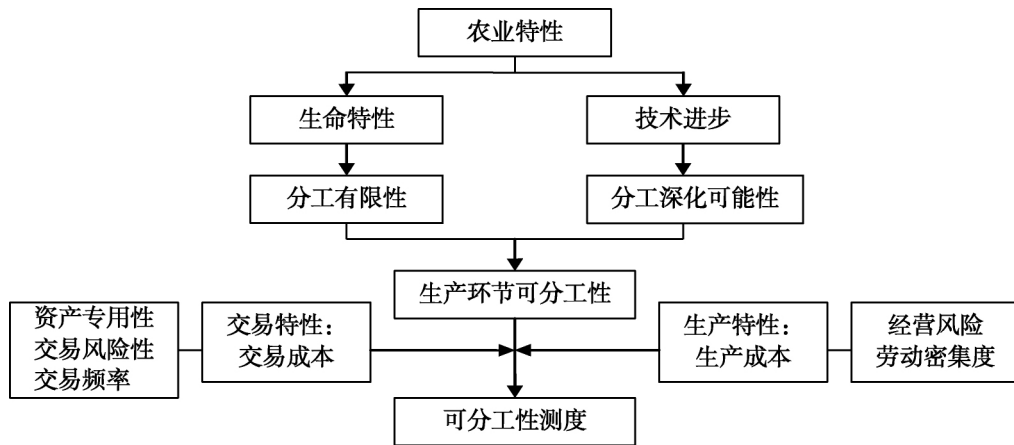 农业特性
生命特性
技术进步
分工有限性
分工深化可能性
生产环节可分工性
资产专用性
交易风险性
交易频率
交易特性：
交易成本
生产特性：
生产成本
经营风险
劳动密集度
可分工性测度